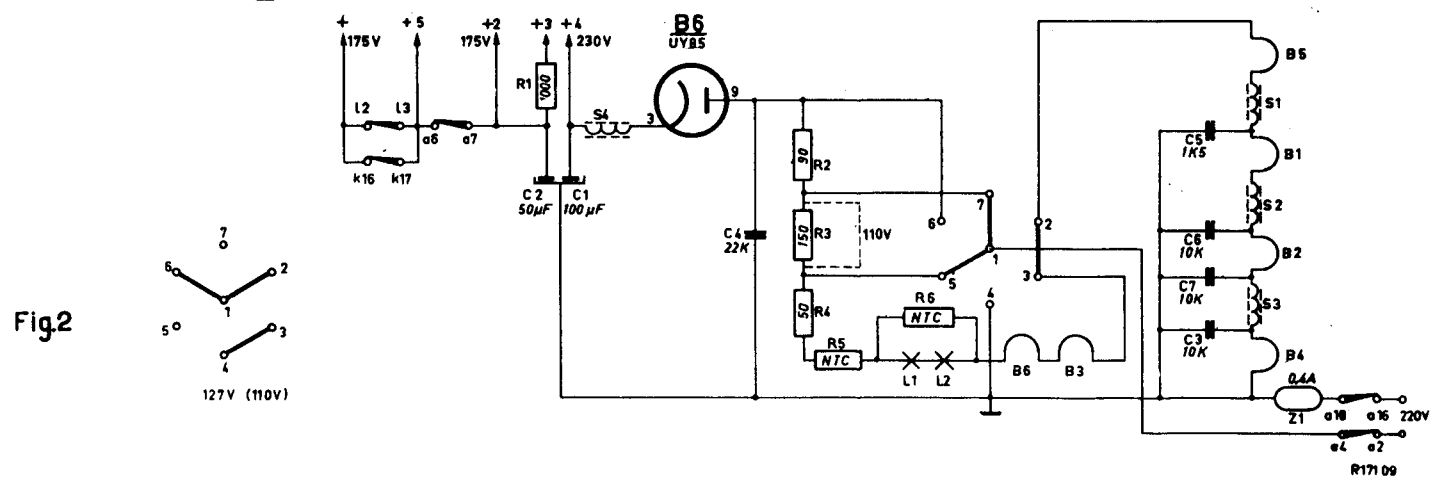 + +5 +2 +3 +4 B6
175V 175V 230V UY85
B5
R1 1000
S4 3 9
S1
l2 l3
a6 a7
C5
1K5
B1
k16 k17
90 R2
C2 C1
50µF 100µF
S2
7
6 2
C4
22K
150 R3 110V
1
C6
10K
B2
7
6 2
5 3
C7
10K
1
4
S3
5 3
50 R4
R6
NTC
C3
10K
Fig.2
4
R5
NTC
L1 L2
B6 B3
B4
127V (110V)
0,4A
Z1
a18 a16 220V
a4 a2
R171 09